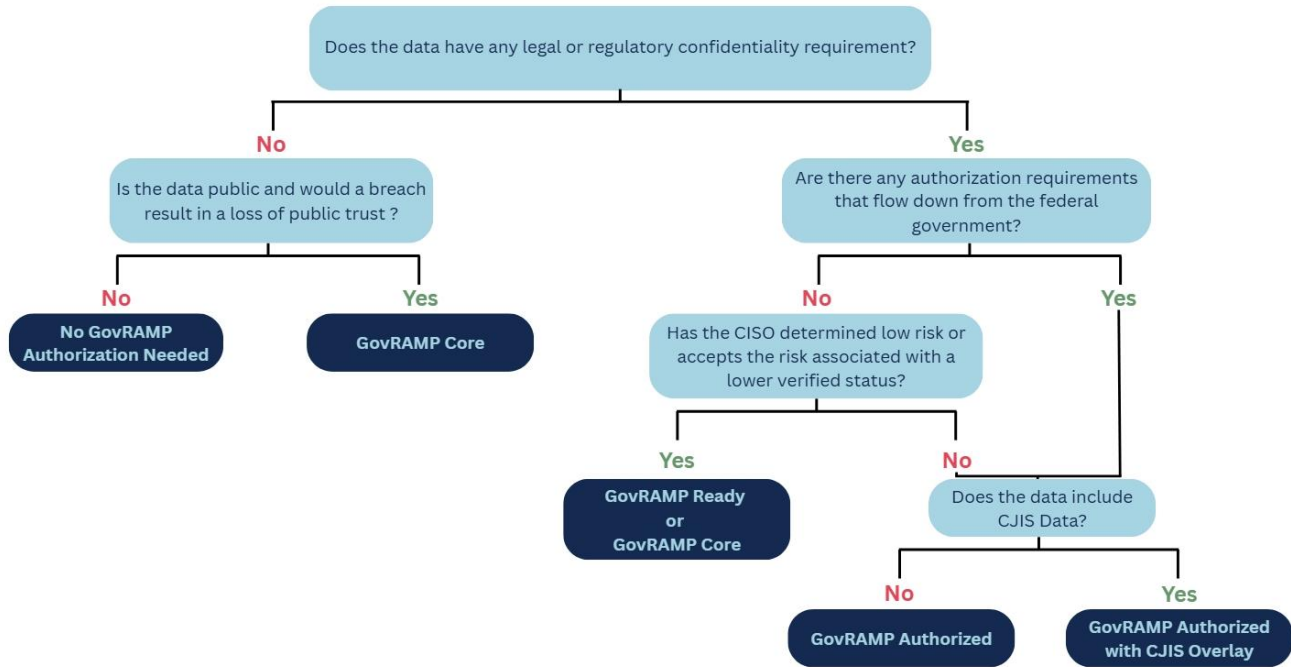 Does the data have any legal or regulatory confidentiality requirement?
No
Yes
Is the data public and would a breach
result in a loss of public trust ?
Are there any authorization requirements
that flow down from the federal
government?
No
Yes
No
Yes
No GovRAMP
Authorization Needed
GovRAMP Core
Has the CISO determined low risk or
accepts the risk associated with a
lower verified status?
Yes
No
GovRAMP Ready
or
GovRAMP Core
Does the data include
CJIS Data?
No
Yes
GovRAMP Authorized
GovRAMP Authorized
with CJIS Overlay